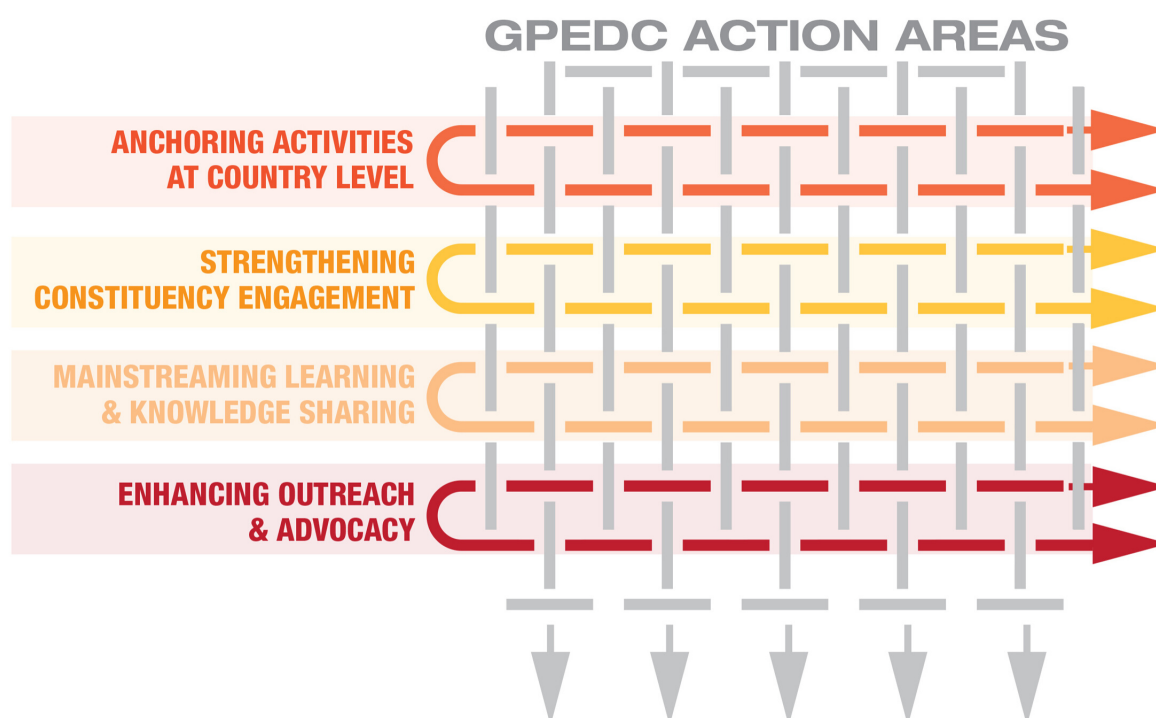 GPEDC ACTION AREAS
ANCHORING ACTIVITIES
AT COUNTRY LEVEL
STRENGTHENING
CONSTITUENCY ENGAGEMENT
MAINSTREAMING LEARNING
& KNOWLEDGE SHARING
ENHANCING OUTREACH
& ADVOCACY